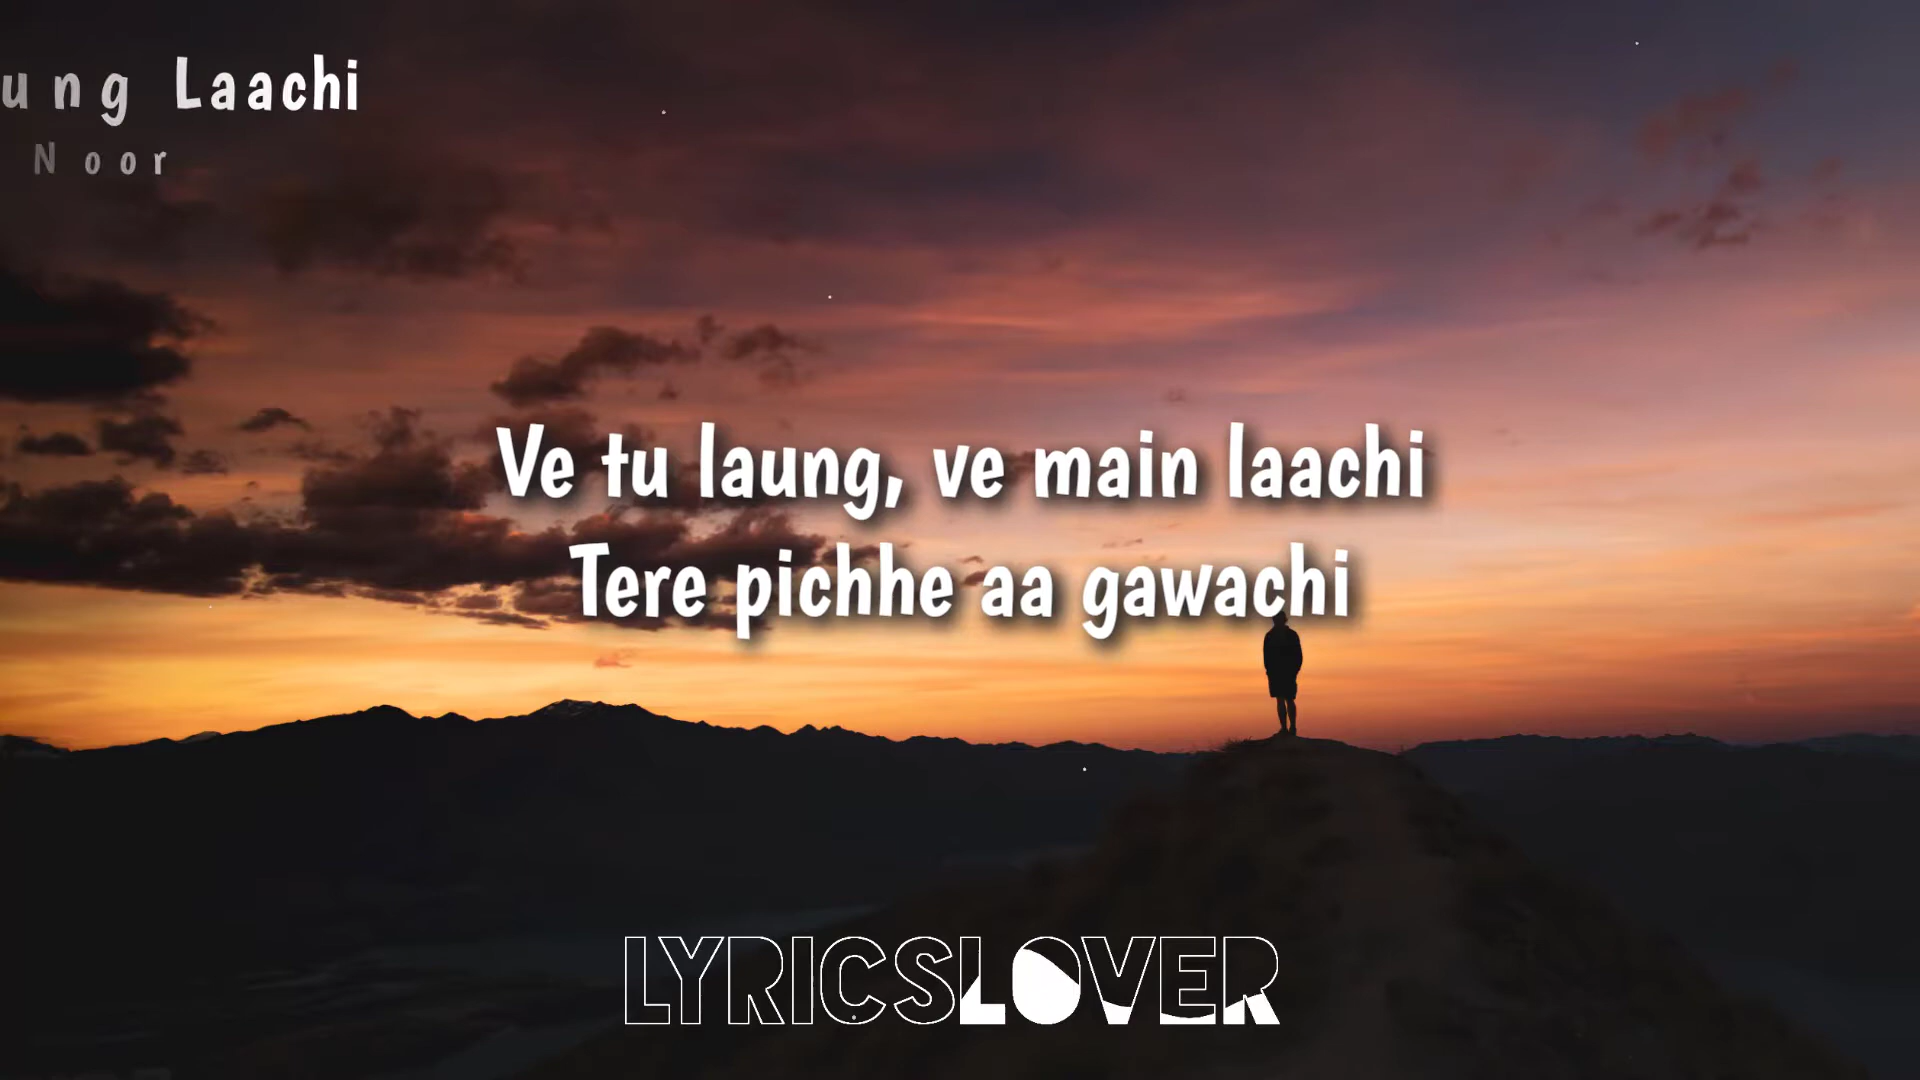 ung Laachi
Noor
Ve tu laung, ve main laachi
Tere pichhe aa gawachi
LYRICSLOVER